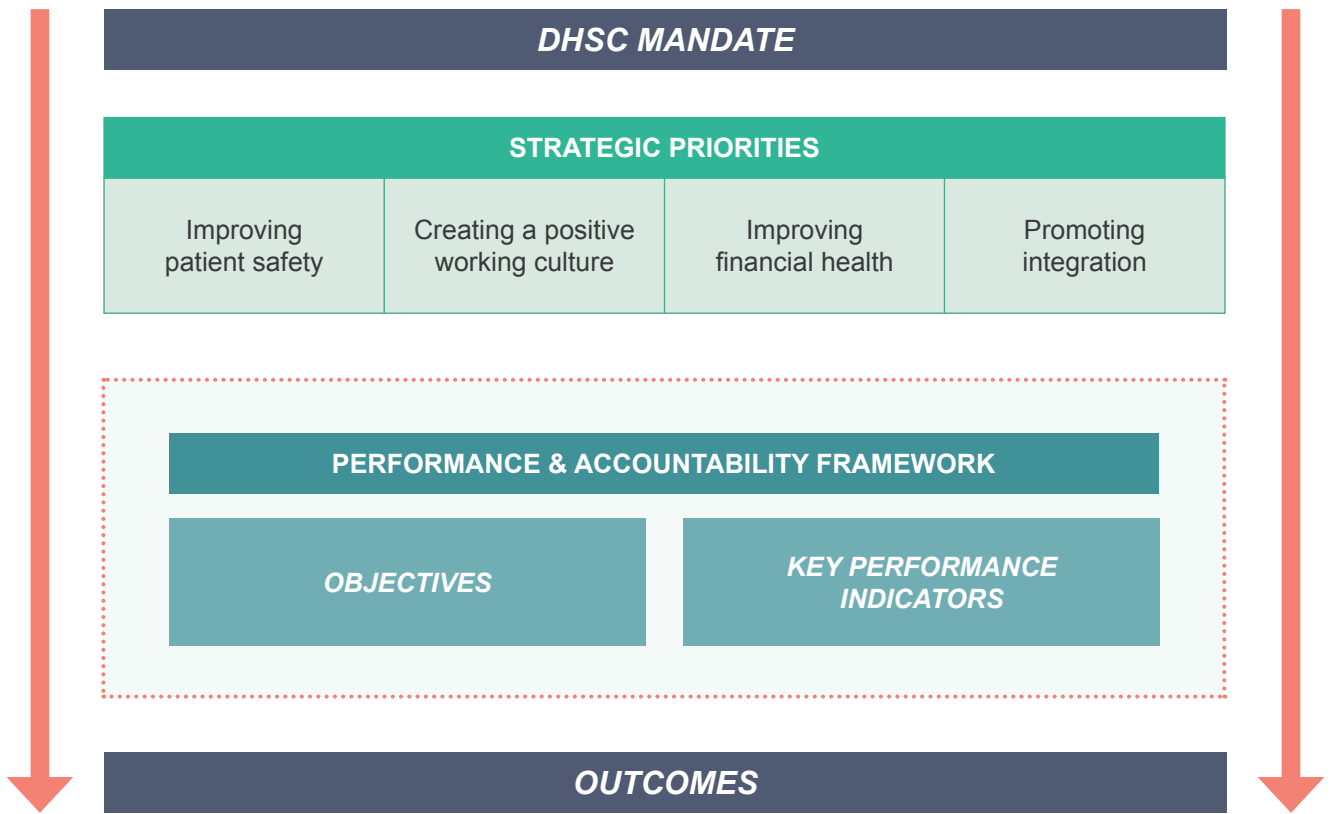 DHSC MANDATE
STRATEGIC PRIORITIES
Improving
patient safety
Creating a positive
working culture
Improving
financial health
Promoting
integration
PERFORMANCE & ACCOUNTABILITY FRAMEWORK
OBJECTIVES
KEY PERFORMANCE
INDICATORS
OUTCOMES